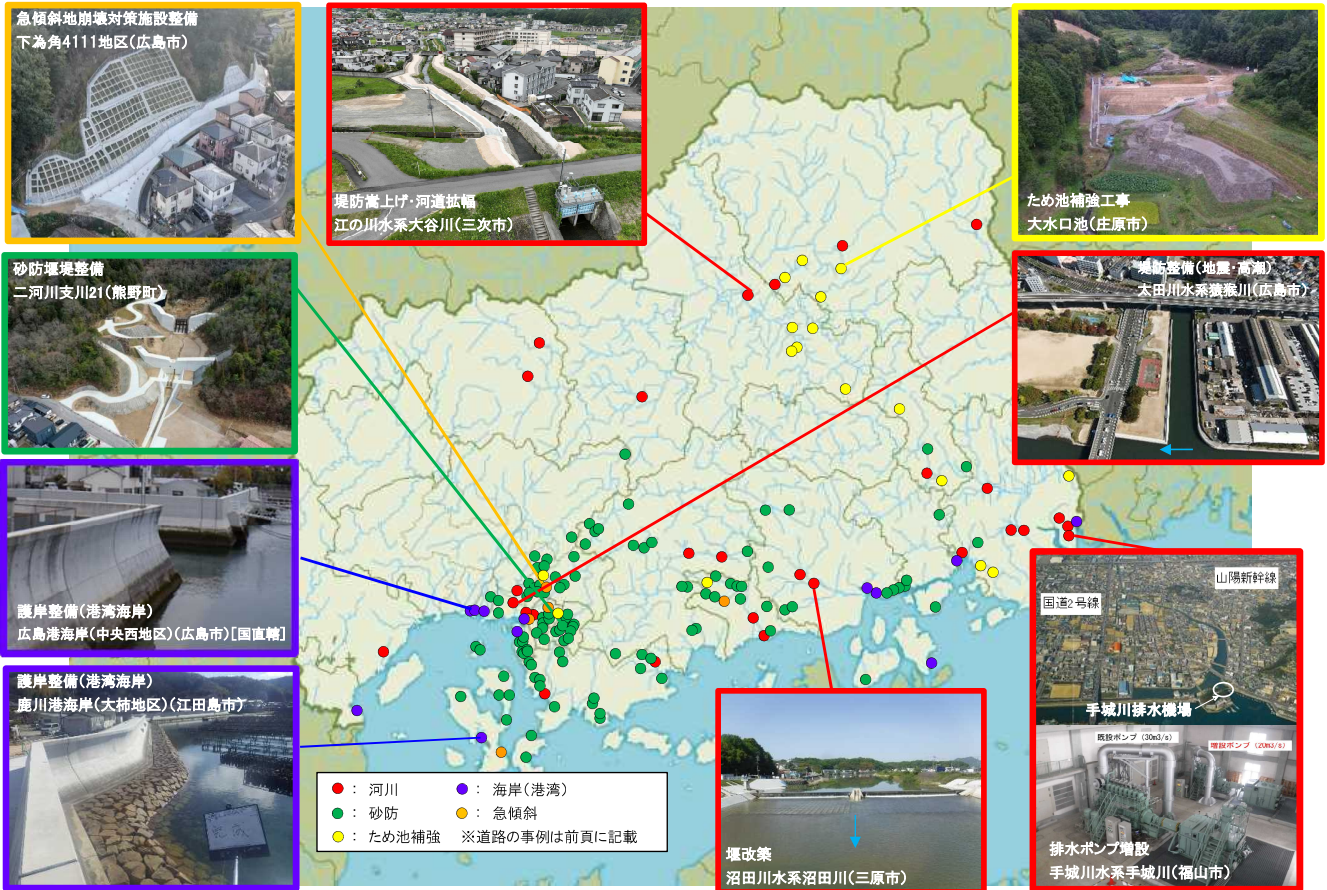 急傾斜地崩壊対策施設整備
下為角4111地区(広島市)
堤防嵩上げ・河道拡幅
江の川水系大谷川(三次市)
ため池補強工事
大水口池(庄原市)
砂防堰堤整備
二河川支川21(熊野町)
堤防整備(地震・高潮)
太田川水系猿猴川(広島市)
護岸整備(港湾海岸)
広島港海岸(中央西地区)(広島市)[国直轄]
護岸整備(港湾海岸)
鹿川港海岸(大柿地区)(江田島市)
堰改築
沼田川水系沼田川(三原市)
山陽新幹線
国道2号線
手城川排水機場
既設ポンプ(30m3/s)
増設ポンプ(20m3/s)
排水ポンプ増設
手城川水系手城川(福山市)
●：河川
●：海岸(港湾)
●：砂防
●：急傾斜
●：ため池補強
※道路の事例は前頁に記載